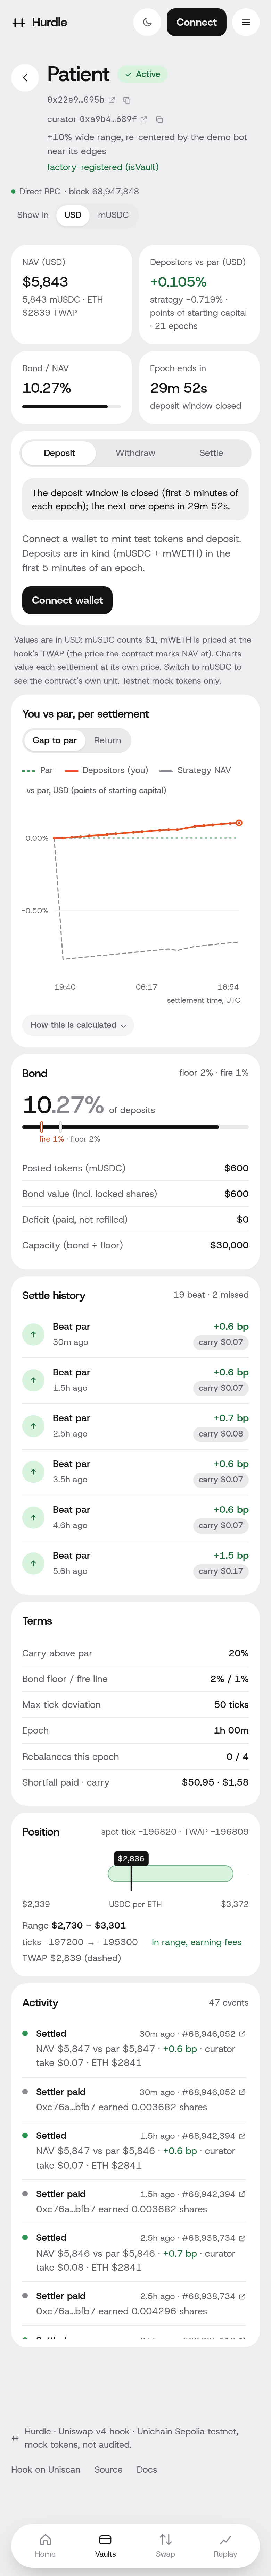 Hurdle
Connect
Patient
Active
0x22e9…095b
curator 0xa9b4…689f
±10% wide range, re-centered by the demo bot
near its edges
factory-registered (isVault)
Direct RPC · block 68,947,848
Show in USD mUSDC
NAV (USD)
$5,843
5,843 mUSDC · ETH
$2839 TWAP
Depositors vs par (USD)
+0.105%
strategy −0.719% ·
points of starting capital
· 21 epochs
Bond / NAV
10.27%
Epoch ends in
29m 52s
deposit window closed
Deposit Withdraw Settle
The deposit window is closed (first 5 minutes of
each epoch); the next one opens in 29m 52s.
Connect a wallet to mint test tokens and deposit.
Deposits are in kind (mUSDC + mWETH) in the
first 5 minutes of an epoch.
Connect wallet
Values are in USD: mUSDC counts $1, mWETH is priced at the
hook's TWAP (the price the contract marks NAV at). Charts
value each settlement at its own price. Switch to mUSDC to
see the contract's own unit. Testnet mock tokens only.
You vs par, per settlement
Gap to par Return
Par Depositors (you) Strategy NAV
vs par, USD (points of starting capital)
0.00%
−0.50%
19:40 06:17 16:54
settlement time, UTC
How this is calculated
Bond floor 2% · fire 1%
10.27% of deposits
fire 1% · floor 2%
Posted tokens (mUSDC) $600
Bond value (incl. locked shares) $600
Deficit (paid, not refilled) $0
Capacity (bond ÷ floor) $30,000
Settle history 19 beat · 2 missed
Beat par +0.6 bp
30m ago carry $0.07
Beat par +0.6 bp
1.5h ago carry $0.07
Beat par +0.7 bp
2.5h ago carry $0.08
Beat par +0.6 bp
3.5h ago carry $0.07
Beat par +0.6 bp
4.6h ago carry $0.07
Beat par +1.5 bp
5.6h ago carry $0.17
Terms
Carry above par 20%
Bond floor / fire line 2% / 1%
Max tick deviation 50 ticks
Epoch 1h 00m
Rebalances this epoch 0 / 4
Shortfall paid · carry $50.95 · $1.58
Position spot tick −196820 · TWAP −196809
$2,836
$2,339 USDC per ETH $3,372
Range $2,730 – $3,301
ticks −197200 → −195300 In range, earning fees
TWAP $2,839 (dashed)
Activity 47 events
Settled 30m ago · #68,946,052
NAV $5,847 vs par $5,847 · +0.6 bp · curator
take $0.07 · ETH $2841
Settler paid 30m ago · #68,946,052
0xc76a…bfb7 earned 0.003682 shares
Settled 1.5h ago · #68,942,394
NAV $5,847 vs par $5,846 · +0.6 bp · curator
take $0.07 · ETH $2841
Settler paid 1.5h ago · #68,942,394
0xc76a…bfb7 earned 0.003682 shares
Settled 2.5h ago · #68,938,734
NAV $5,846 vs par $5,846 · +0.7 bp · curator
take $0.08 · ETH $2841
Settler paid 2.5h ago · #68,938,734
0xc76a…bfb7 earned 0.004296 shares
Hurdle · Uniswap v4 hook · Unichain Sepolia testnet,
mock tokens, not audited.
Hook on Uniscan Source Docs
Home Vaults Swap Replay